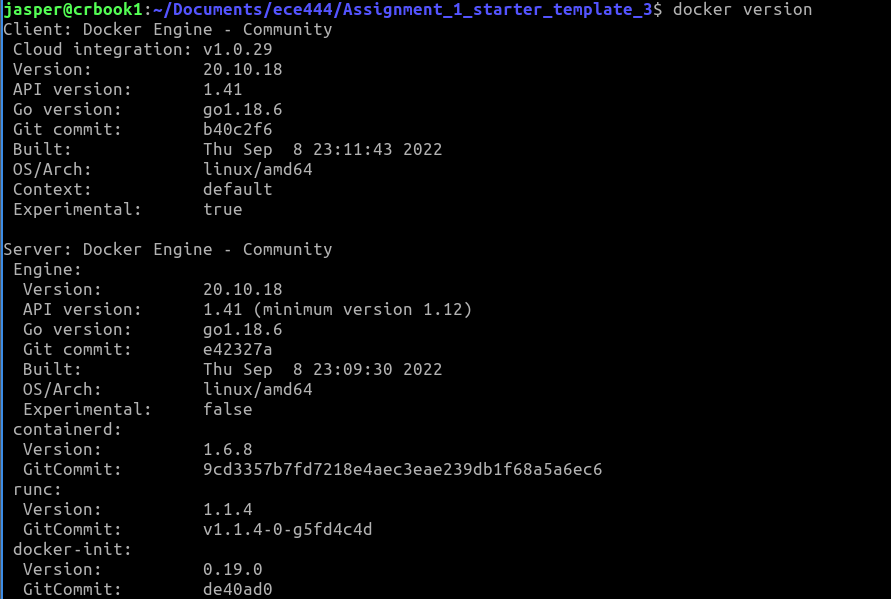 jasper@crbook1:~/Documents/ece444/Assignment_1_starter_template_3$ docker version
Client: Docker Engine - Community
 Cloud integration: v1.0.29
 Version:           20.10.18
 API version:       1.41
 Go version:        go1.18.6
 Git commit:        b40c2f6
 Built:             Thu Sep  8 23:11:43 2022
 OS/Arch:           linux/amd64
 Context:           default
 Experimental:      true

Server: Docker Engine - Community
 Engine:
  Version:          20.10.18
  API version:      1.41 (minimum version 1.12)
  Go version:       go1.18.6
  Git commit:       e42327a
  Built:            Thu Sep  8 23:09:30 2022
  OS/Arch:          linux/amd64
  Experimental:     false
 containerd:
  Version:          1.6.8
  GitCommit:        9cd3357b7fd7218e4aec3eae239db1f68a5a6ec6
 runc:
  Version:          1.1.4
  GitCommit:        v1.1.4-0-g5fd4c4d
 docker-init:
  Version:          0.19.0
  GitCommit:        de40ad0